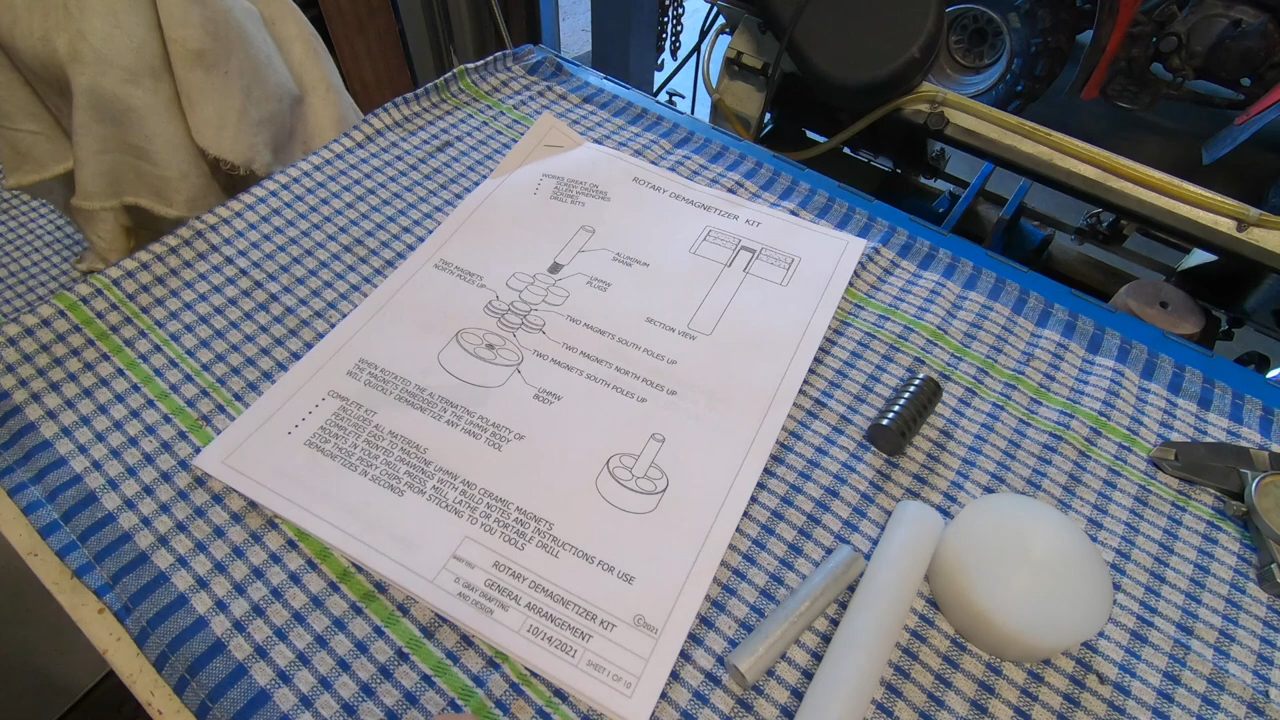 ROTARY DEMAGNETIZER KIT
WORKS GREAT ON
SCREW DRIVERS
ALLEN WRENCHES
SCRIBES
DRILL BITS
ALUMINUM
SHANK
UHMW
PLUGS
TWO MAGNETS
NORTH POLES UP
TWO MAGNETS SOUTH POLES UP
TWO MAGNETS NORTH POLES UP
TWO MAGNETS SOUTH POLES UP
UHMW
BODY
SECTION VIEW
WHEN ROTATED THE ALTERNATING POLARITY OF
THE MAGNETS EMBEDDED IN THE UHMW BODY
WILL QUICKLY DEMAGNETIZE ANY HAND TOOL
COMPLETE KIT
INCLUDES ALL MATERIALS
FEATURES EASY TO MACHINE UHMW AND CERAMIC MAGNETS
COMPLETE PRINTED DRAWINGS WITH BUILD NOTES AND INSTRUCTIONS FOR USE
MOUNTS IN YOUR DRILL PRESS, MILL, LATHE OR PORTABLE DRILL
STOP THOSE PESKY CHIPS FROM STICKING TO YOU TOOLS
DEMAGNETIZES IN SECONDS
ROTARY DEMAGNETIZER KIT
©2021
GENERAL ARRANGEMENT
D. GRAY DRAFTING
AND DESIGN
10/14/2021
SHEET 1 OF 10